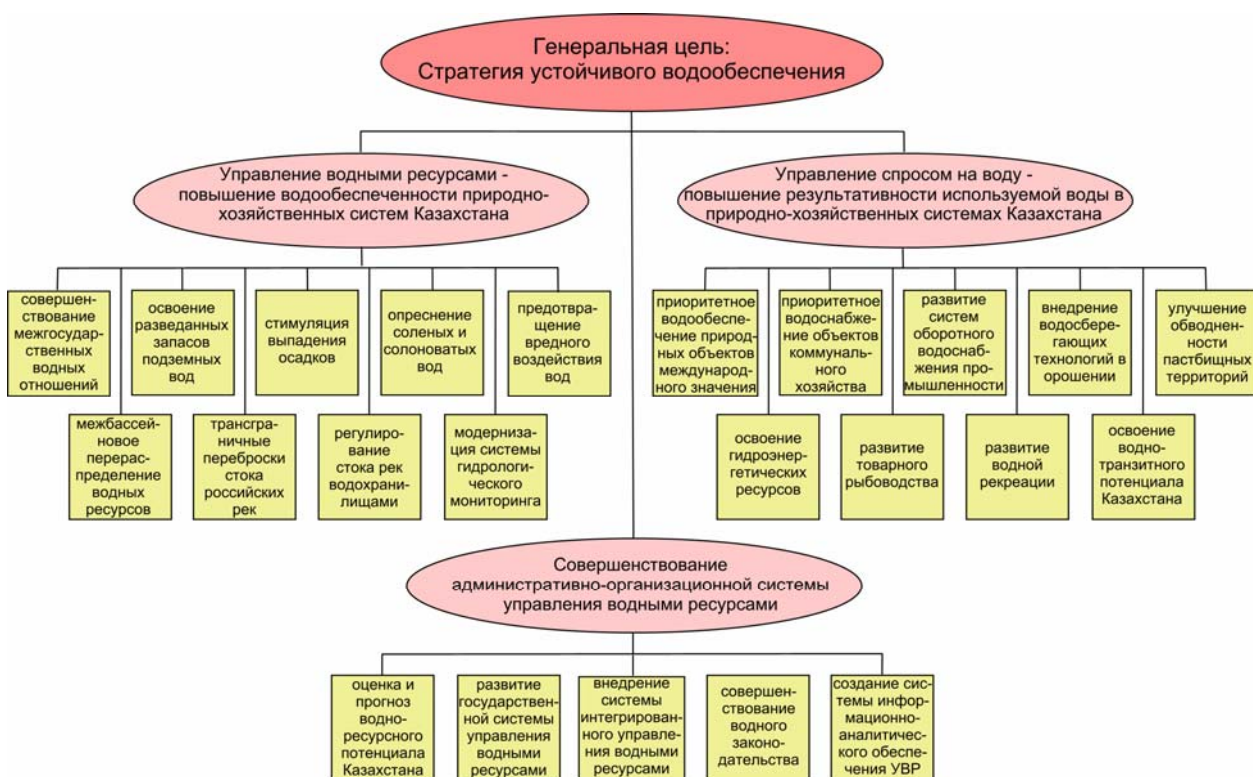 Генеральная цель:
Стратегия устойчивого водообеспечения
Управление водными ресурсами -
повышение водообеспеченности природно-
хозяйственных систем Казахстана
Управление спросом на воду -
повышение результативности используемой воды в
природно-хозяйственных системах Казахстана
совершен-
ствование
межгосудар-
ственных
водных
отношений
освоение
разведанных
запасов
подземных
вод
стимуляция
выпадения
осадков
опреснение
соленых и
солоноватых
вод
предотвра-
щение
вредного
воздействия
вод
приоритетное
водообеспе-
чение природ-
ных объектов
международ-
ного значения
приоритетное
водоснабже-
ние объектов
коммуналь-
ного
хозяйства
развитие
систем
оборотного
водоснаб-
жения про-
мышленности
внедрение
водосбере-
гающих
технологий в
орошении
улучшение
обводнен-
ности
пастбищных
территорий
межбассей-
новое
перерас-
пределение
водных
ресурсов
трансгра-
ничные
переброски
стока
российских
рек
регулиро-
вание
стока рек
водохрани-
лищами
модерниза-
ция системы
гидрологи-
ческого
мониторинга
освоение
гидроэнер-
гетических
ресурсов
развитие
товарного
рыбоводства
развитие
водной
рекреации
освоение
водно-
транзитного
потенциала
Казахстана
Совершенствование
административно-организационной системы
управления водными ресурсами
оценка и
прогноз
водно-
ресурсного
потенциала
Казахстана
развитие
государствен-
ной системы
управления
водными
ресурсами
внедрение
системы
интегрирован-
ного управле-
ния водными
ресурсами
совершен-
ствование
водного
законо-
дательства
создание сис-
темы инфор-
мационно-
аналитичес-
кого обеспе-
чения УВР